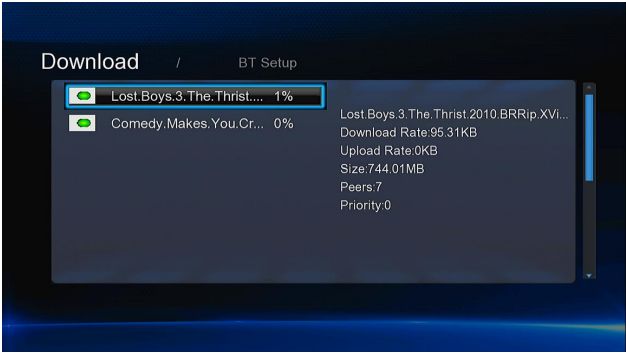 Download / BT Setup
Lost.Boys.3.The.Thrist.... 1%
Comedy.Makes.You.Cr... 0%
Lost.Boys.3.The.Thrist.2010.BRRip.XVi...
Download Rate:95.31KB
Upload Rate:0KB
Size:744.01MB
Peers:7
Priority:0